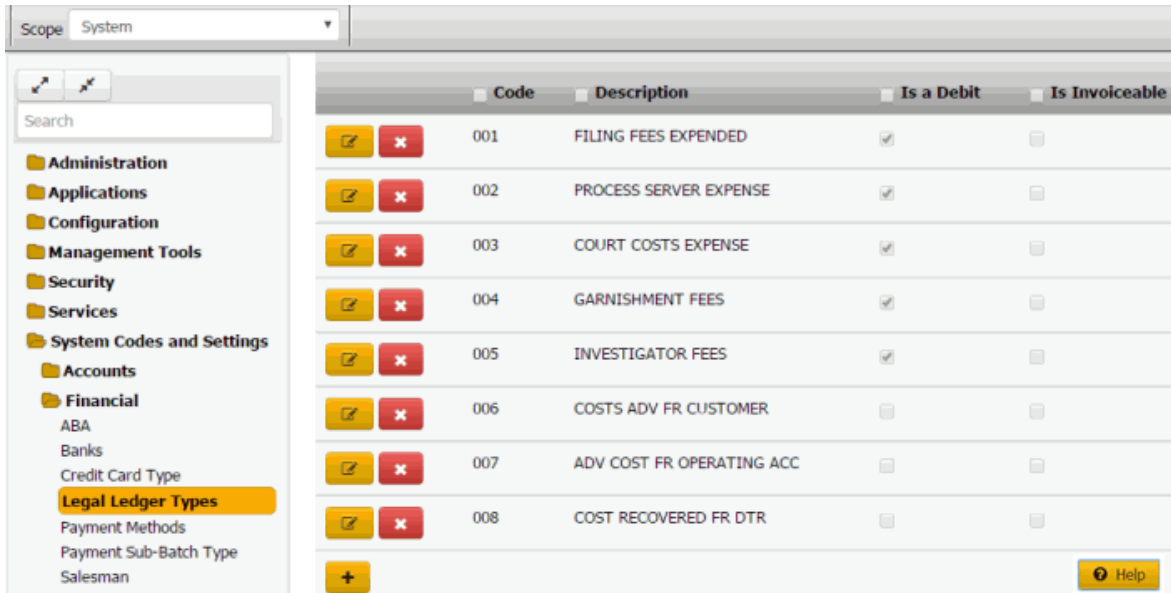 Scope System
Search
Administration
Applications
Configuration
Management Tools
Security
Services
System Codes and Settings
Accounts
Financial
ABA
Banks
Credit Card Type
Legal Ledger Types
Payment Methods
Payment Sub-Batch Type
Salesman
Code Description Is a Debit Is Invoiceable
001 FILING FEES EXPENDED
002 PROCESS SERVER EXPENSE
003 COURT COSTS EXPENSE
004 GARNISHMENT FEES
005 INVESTIGATOR FEES
006 COSTS ADV FR CUSTOMER
007 ADV COST FR OPERATING ACC
008 COST RECOVERED FR DTR
Help